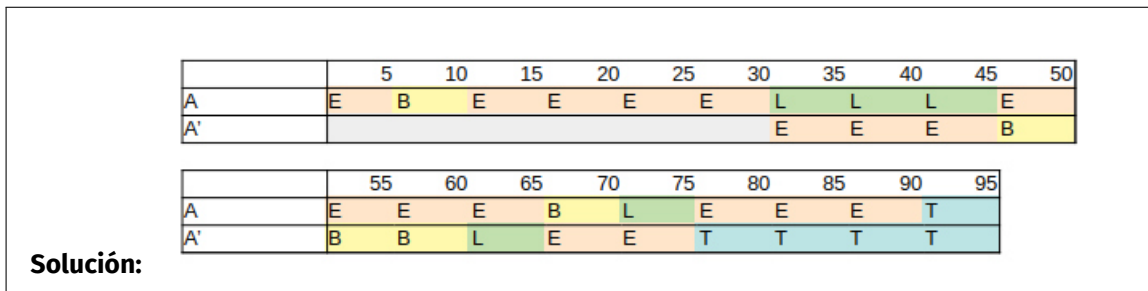 5 10 15 20 25 30 35 40 45 50
A E B E E E E L L L E
A' E E E B
55 60 65 70 75 80 85 90 95
A E E E B L E E E T
A' B B L E E T T T T
Solución: